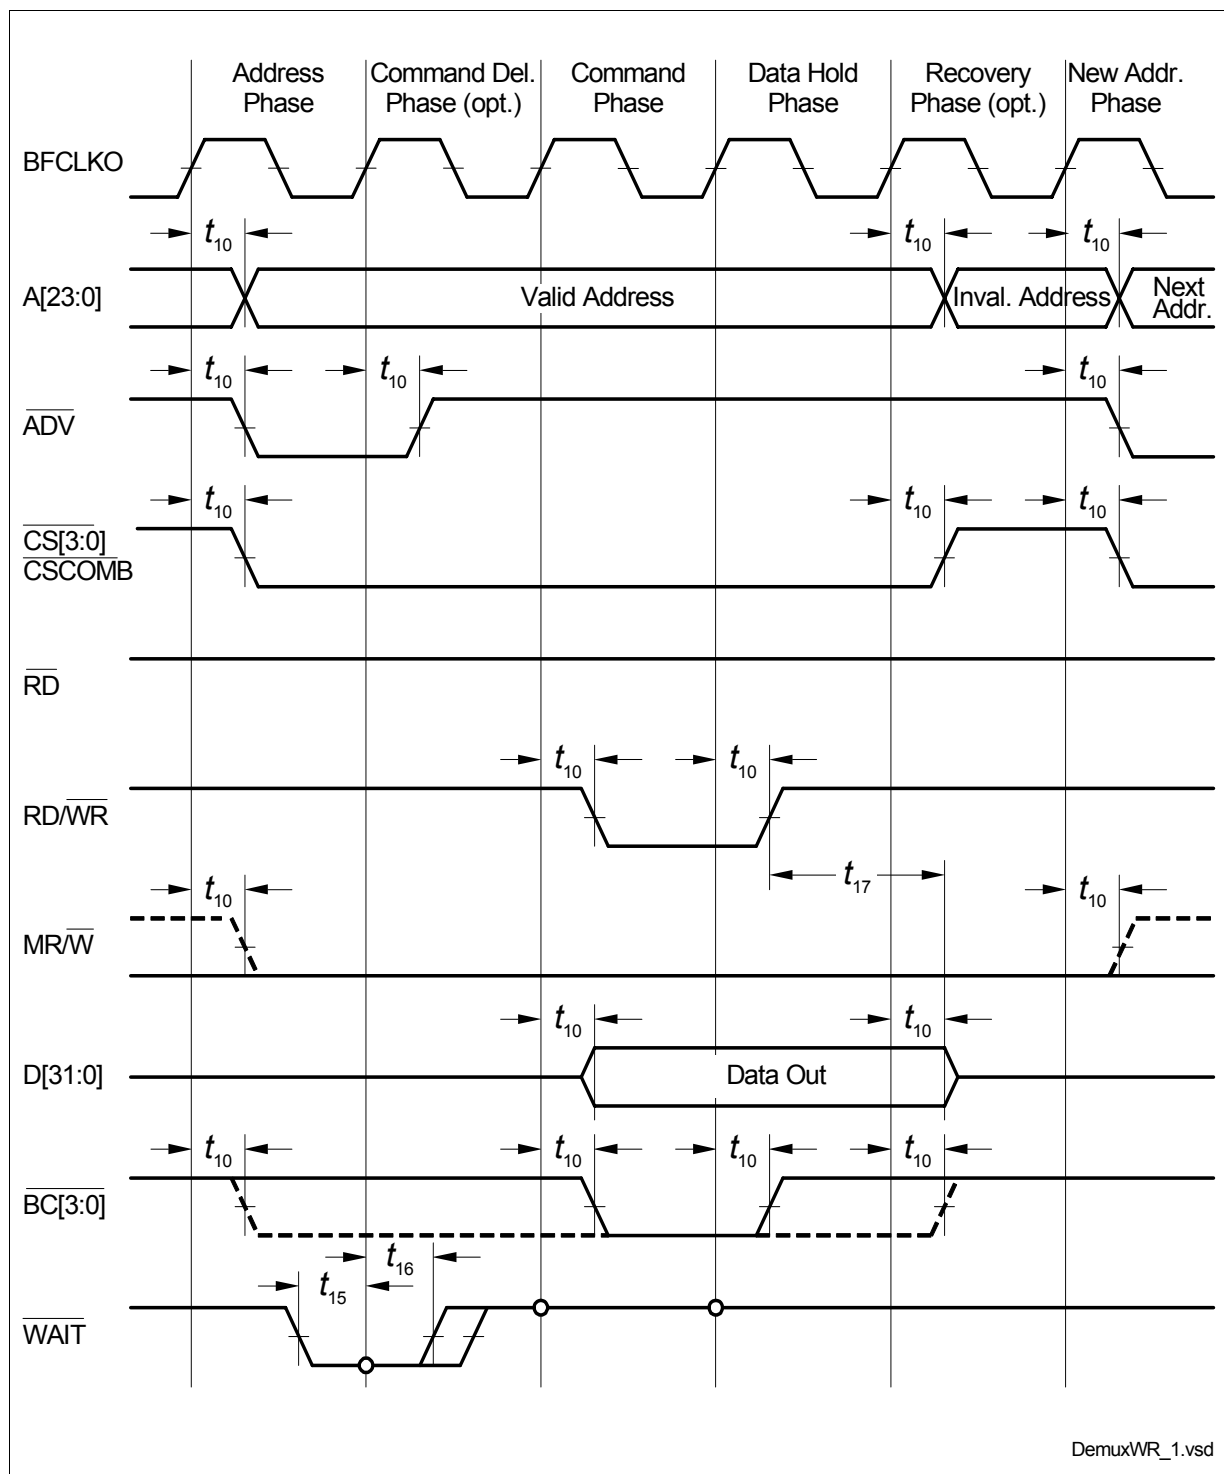 Address Phase
Command Del. Phase (opt.)
Command Phase
Data Hold Phase
Recovery Phase (opt.)
New Addr. Phase
BFCLKO
t10 t10 t10
A[23:0] Valid Address Inval. Address Next Addr.
t10 t10 t10
ADV
t10 t10 t10
CS[3:0]
CSCOMB
RD
t10 t10
RD/WR
t10 t17 t10
MR/W
t10 t10
D[31:0] Data Out
t10 t10 t10 t10
BC[3:0]
t15 t16
WAIT
DemuxWR_1.vsd